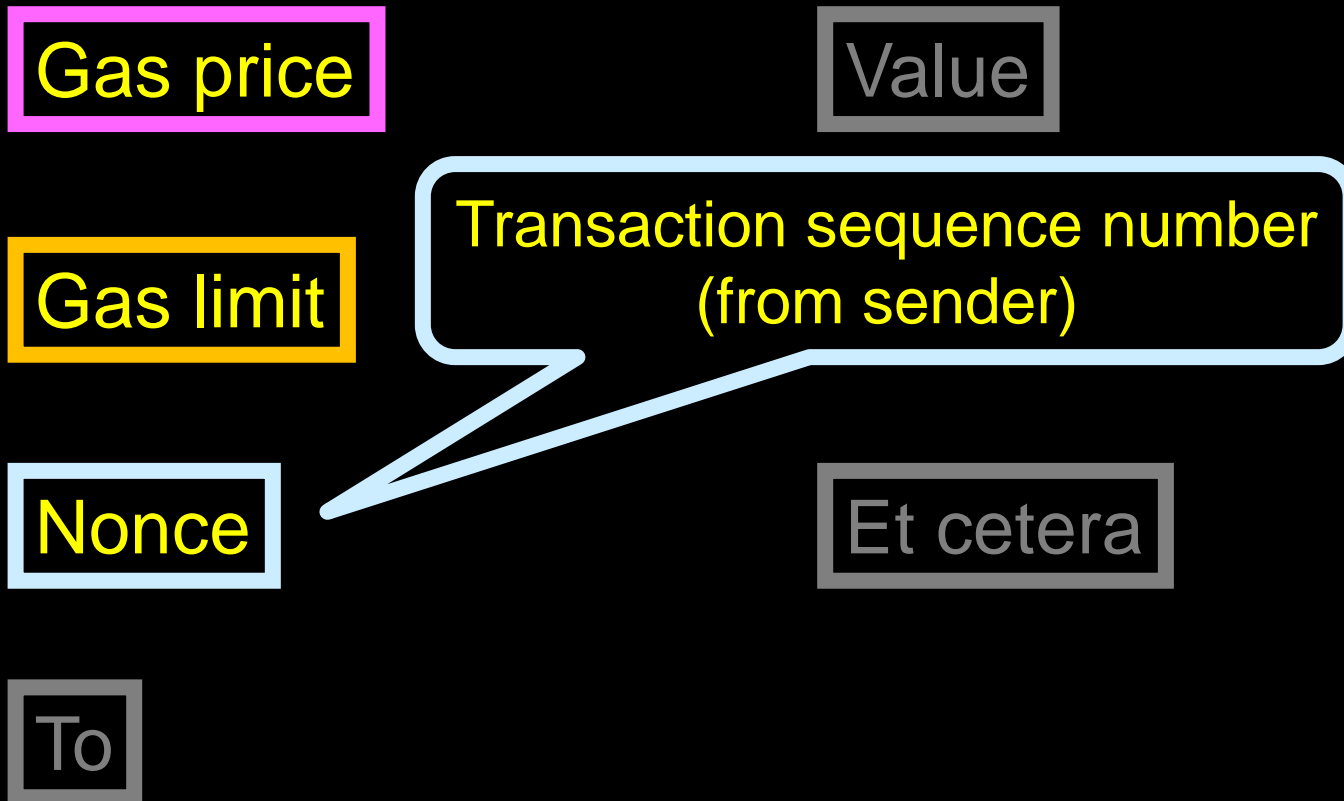 Gas price
Value
Transaction sequence number
(from sender)
Gas limit
Nonce
Et cetera
To